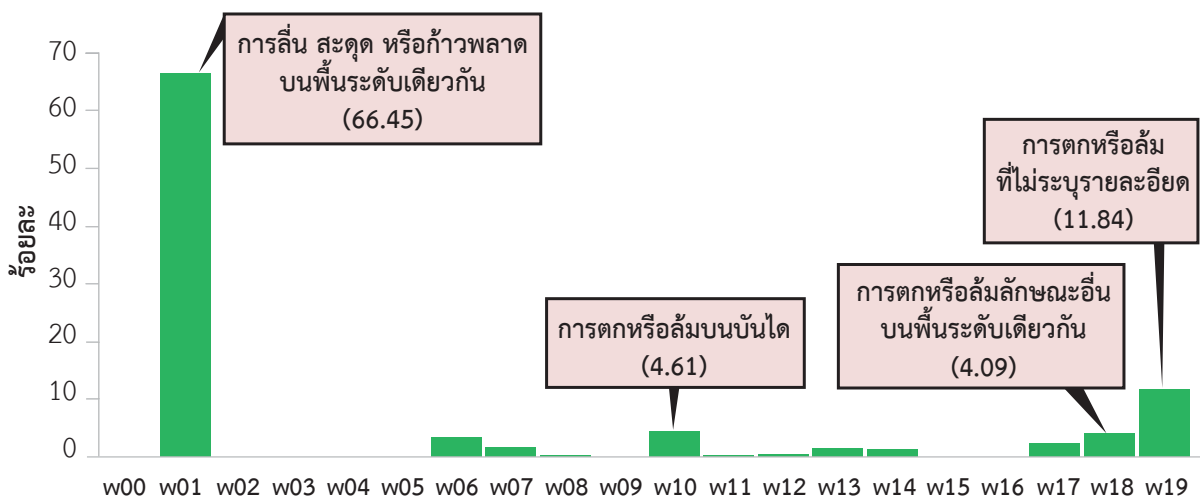 การลื่น สะดุด หรือก้าวพลาด
บนพื้นระดับเดียวกัน
(66.45)
การตกหรือล้ม
ที่ไม่ระบุรายละอียด
(11.84)
การตกหรือล้มลักษณะอื่น
บนพื้นระดับเดียวกัน
(4.09)
การตกหรือล้มบนบันได
(4.61)
ร้อยละ
70
60
50
40
30
20
10
0
w00 w01 w02 w03 w04 w05 w06 w07 w08 w09 w10 w11 w12 w13 w14 w15 w16 w17 w18 w19